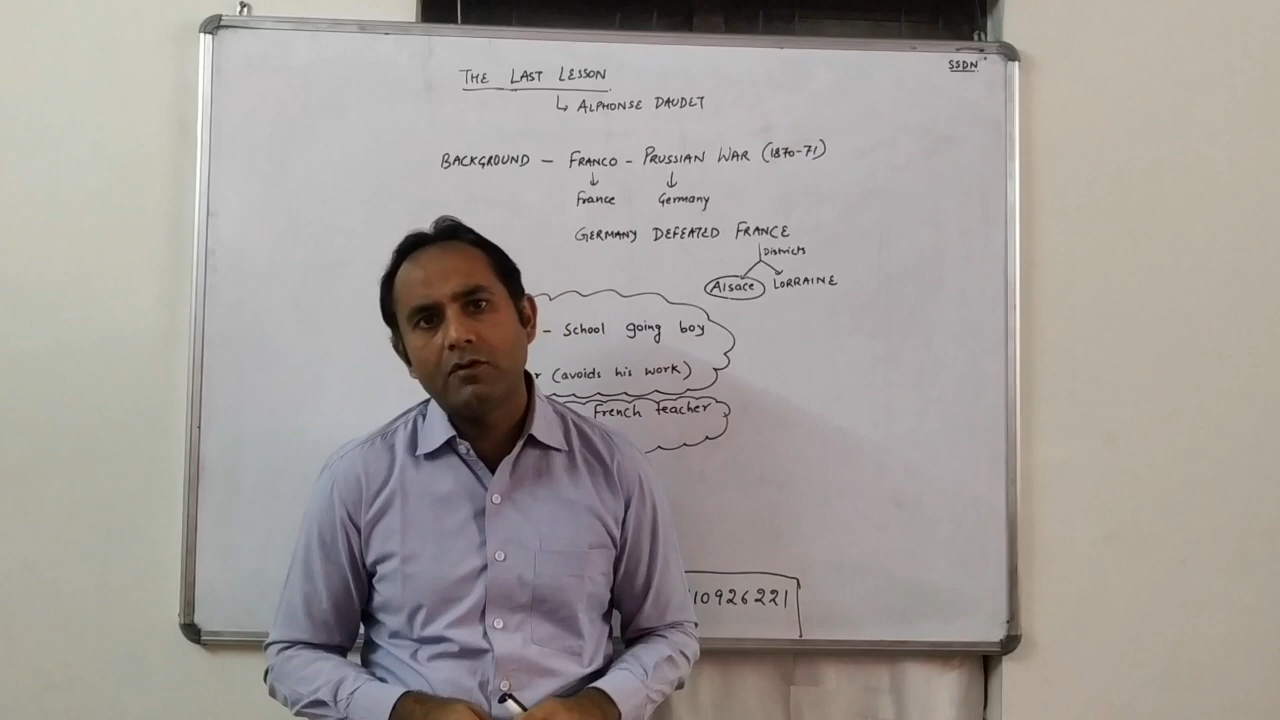 SSDN
THE LAST LESSON
↳ ALPHONSE DAUDET
BACKGROUND - FRANCO - PRUSSIAN WAR (1870-71)
↓ ↓
France Germany
GERMANY DEFEATED FRANCE
Districts
Alsace LORRAINE
- School going boy
(avoids his work)
French teacher
10926221